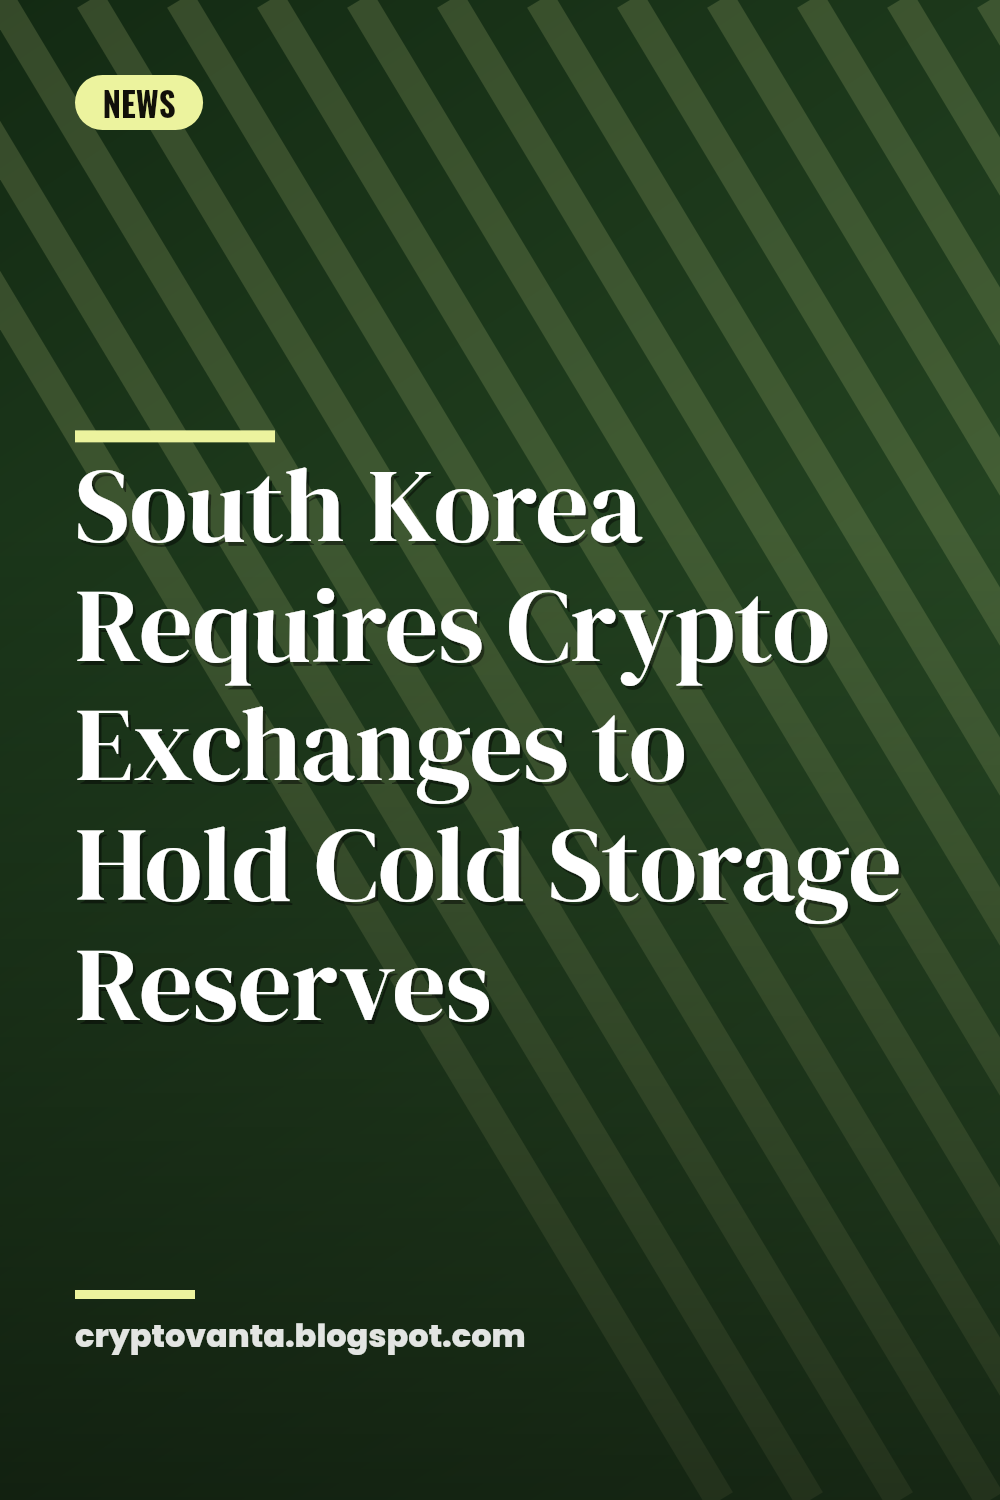 NEWS
South Korea
Requires Crypto
Exchanges to
Hold Cold Storage
Reserves
cryptovanta.blogspot.com